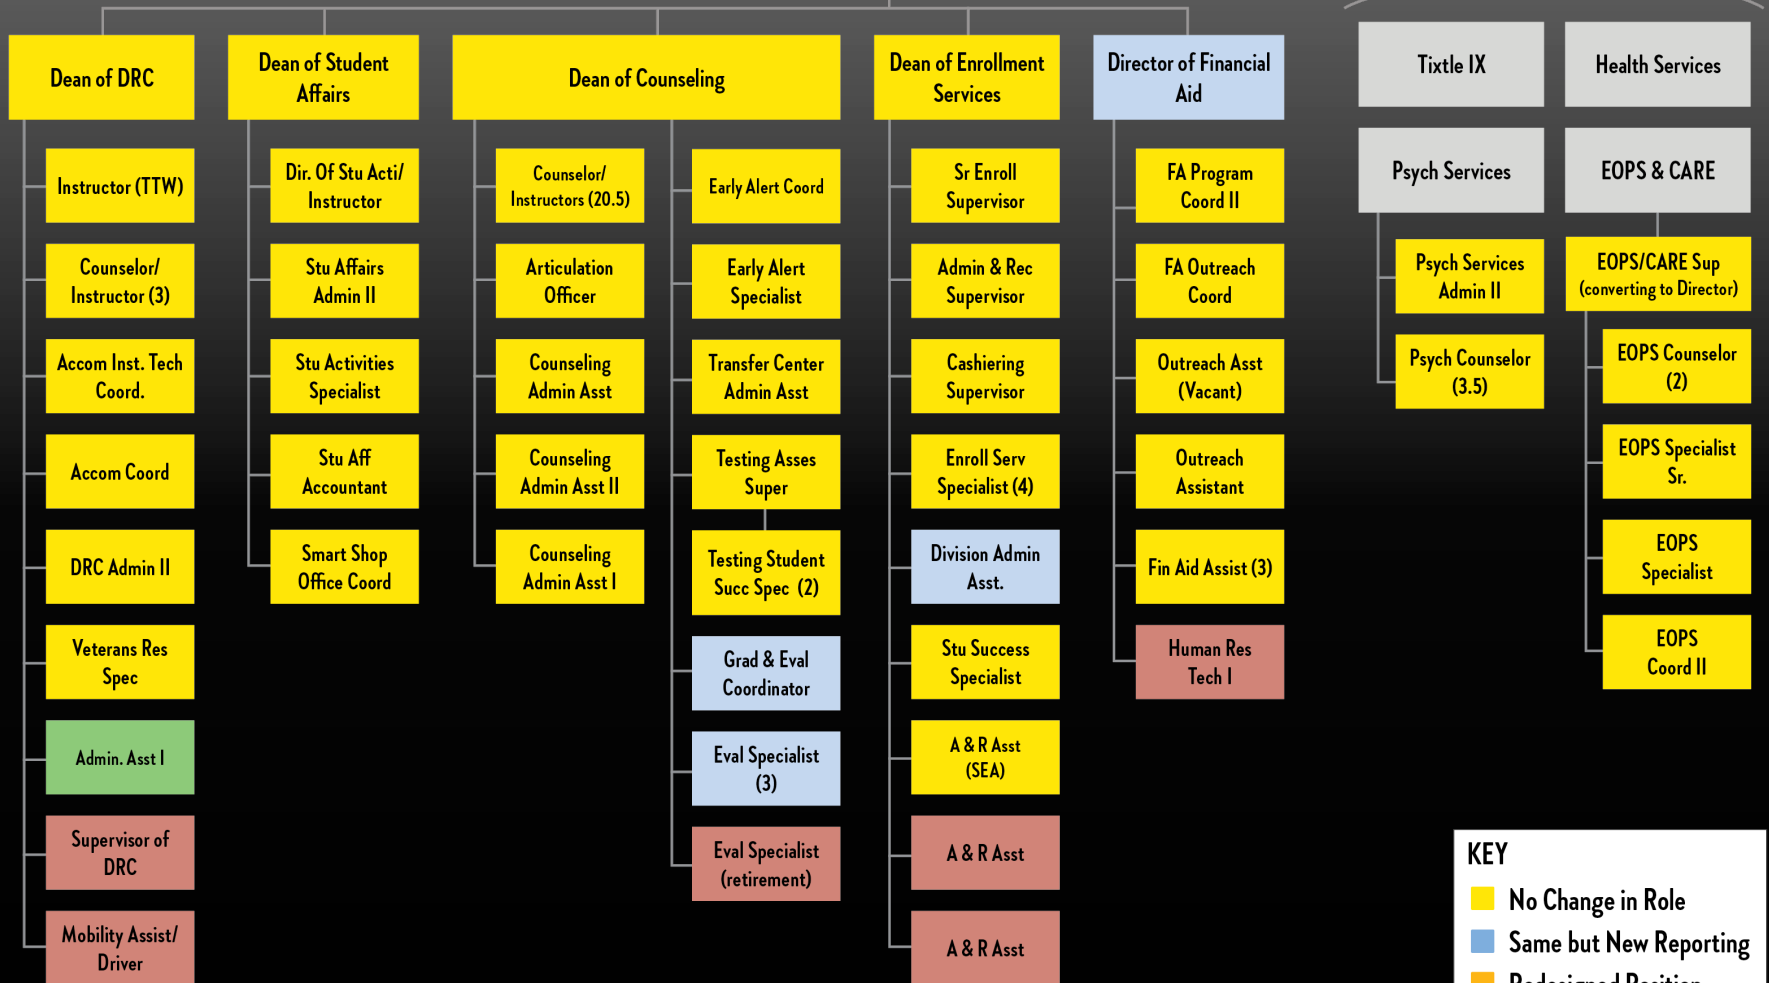 Dean of DRC
Instructor (TTW)
Counselor/
Instructor (3)
Accom Inst. Tech
Coord.
Accom Coord
DRC Admin II
Veterans Res
Spec
Admin. Asst I
Supervisor of
DRC
Mobility Assist/
Driver
Dean of Student
Affairs
Dir. Of Stu Acti/
Instructor
Stu Affairs
Admin II
Stu Activities
Specialist
Stu Aff
Accountant
Smart Shop
Office Coord
Dean of Counseling
Counselor/
Instructors (20.5)
Articulation
Officer
Counseling
Admin Asst
Counseling
Admin Asst II
Counseling
Admin Asst I
Early Alert Coord
Early Alert
Specialist
Transfer Center
Admin Asst
Testing Asses
Super
Testing Student
Succ Spec (2)
Grad & Eval
Coordinator
Eval Specialist
(3)
Eval Specialist
(retirement)
Dean of Enrollment
Services
Sr Enroll
Supervisor
Admin & Rec
Supervisor
Cashiering
Supervisor
Enroll Serv
Specialist (4)
Division Admin
Asst.
Stu Success
Specialist
A & R Asst
(SEA)
A & R Asst
A & R Asst
Director of Financial
Aid
FA Program
Coord II
FA Outreach
Coord
Outreach Asst
(Vacant)
Outreach
Assistant
Fin Aid Assist (3)
Human Res
Tech I
Tixtle IX
Health Services
Psych Services
EOPS & CARE
Psych Services
Admin II
Psych Counselor
(3.5)
EOPS/CARE Sup
(converting to Director)
EOPS Counselor
(2)
EOPS Specialist
Sr.
EOPS
Specialist
EOPS
Coord II
KEY
No Change in Role
Same but New Reporting
Redesigned Position